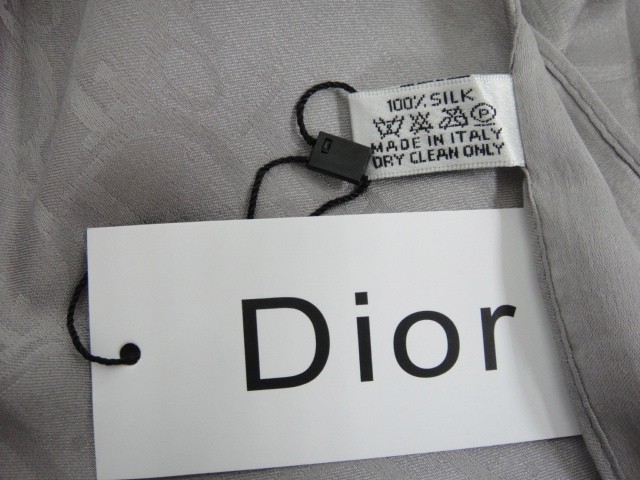 100% SILK
P
MADE IN ITALY
DRY CLEAN ONLY
Dior